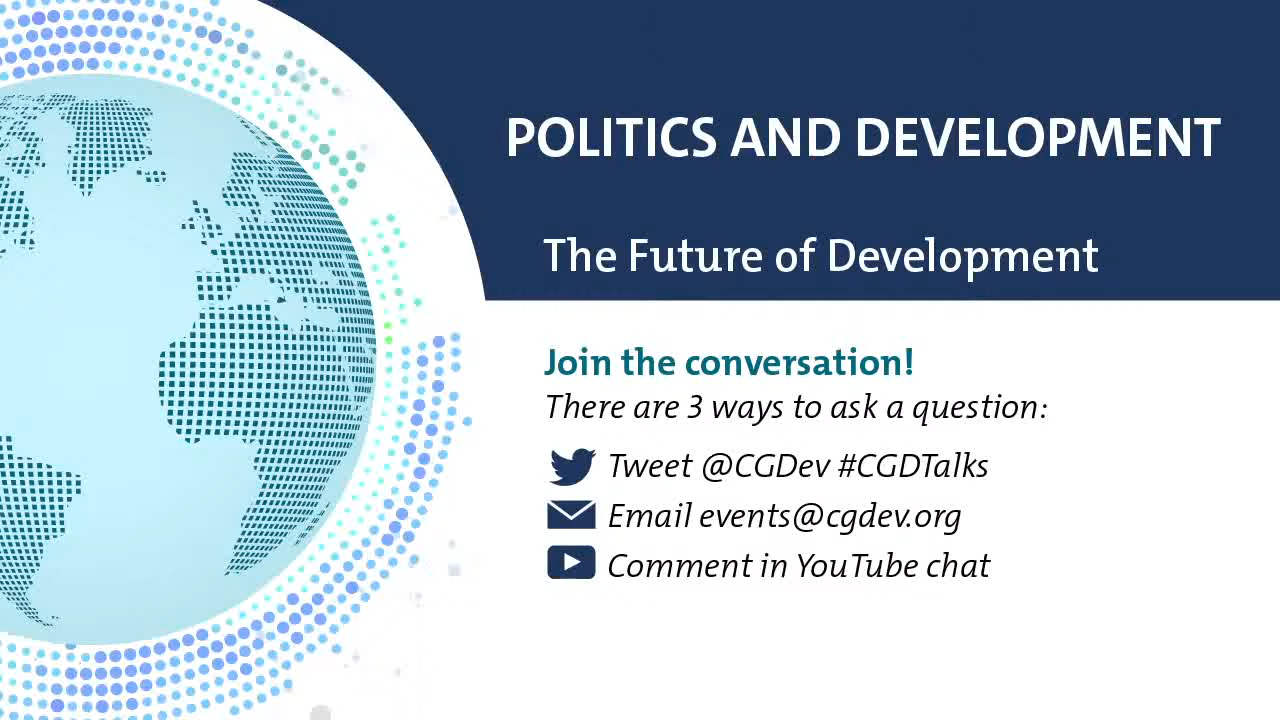 POLITICS AND DEVELOPMENT
The Future of Development
Join the conversation!
There are 3 ways to ask a question:
Tweet @CGDev #CGDTalks
Email events@cgdev.org
Comment in YouTube chat